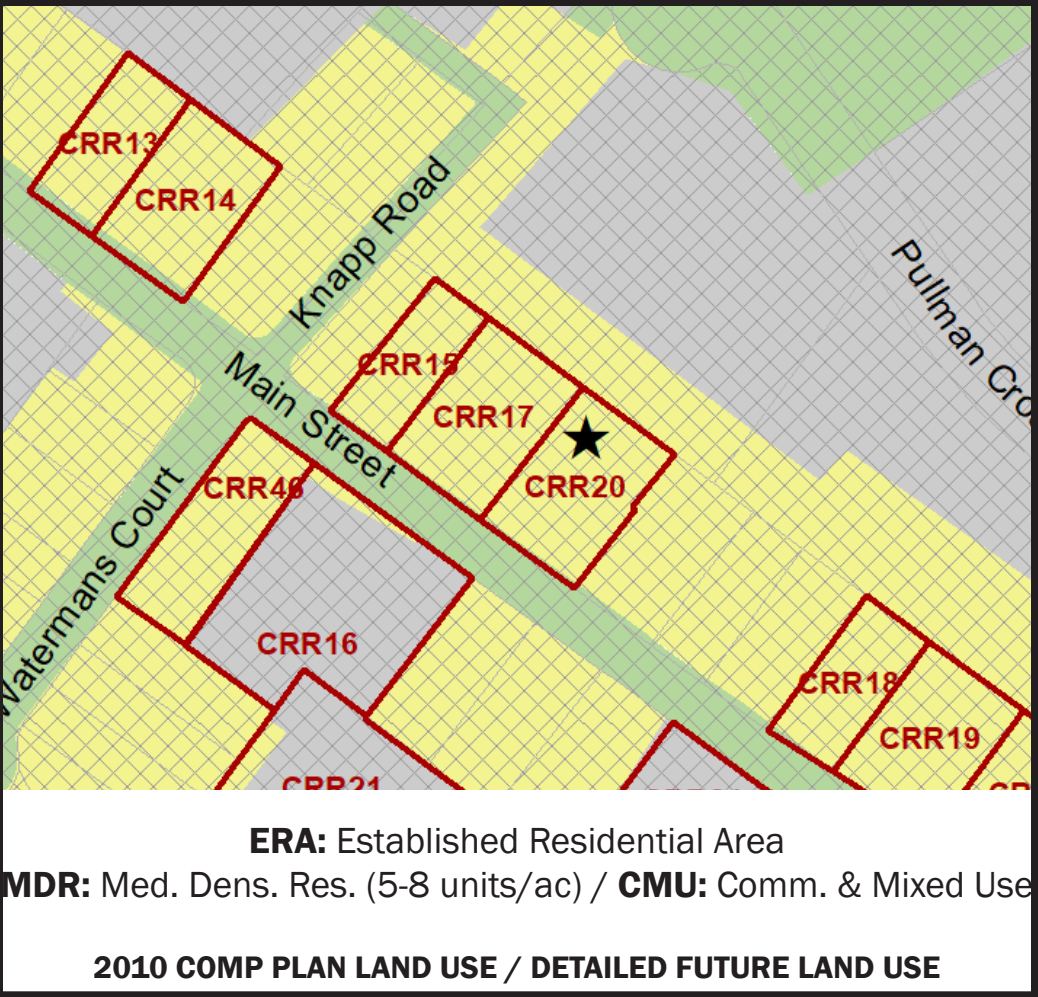 CRR13
CRR14
Knapp Road
Pullman Cro
CRR15
Main Street
CRR17
CRR20
CRR46
Watermans Court
CRR16
CRR18
CRR19
CRR21
ERA: Established Residential Area
MDR: Med. Dens. Res. (5-8 units/ac) / CMU: Comm. & Mixed Use
2010 COMP PLAN LAND USE / DETAILED FUTURE LAND USE